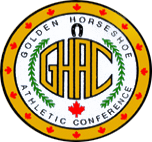 GOLDEN HORSESHOE
GHAC
ATHLETIC CONFERENCE